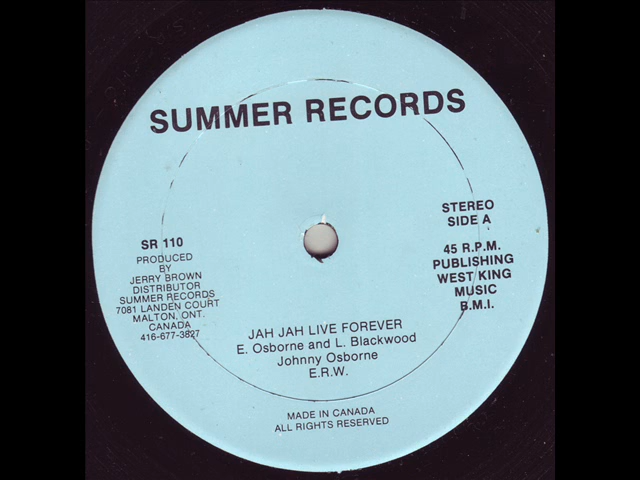 SUMMER RECORDS
STEREO
SIDE A
SR 110
PRODUCED
BY
JERRY BROWN
DISTRIBUTOR
SUMMER RECORDS
7081 LANDEN COURT
MALTON, ONT.
CANADA
416-677-3827
45 R.P.M.
PUBLISHING
WEST KING
MUSIC
B.M.I.
JAH JAH LIVE FOREVER
E. Osborne and L. Blackwood
Johnny Osborne
E.R.W.
MADE IN CANADA
ALL RIGHTS RESERVED